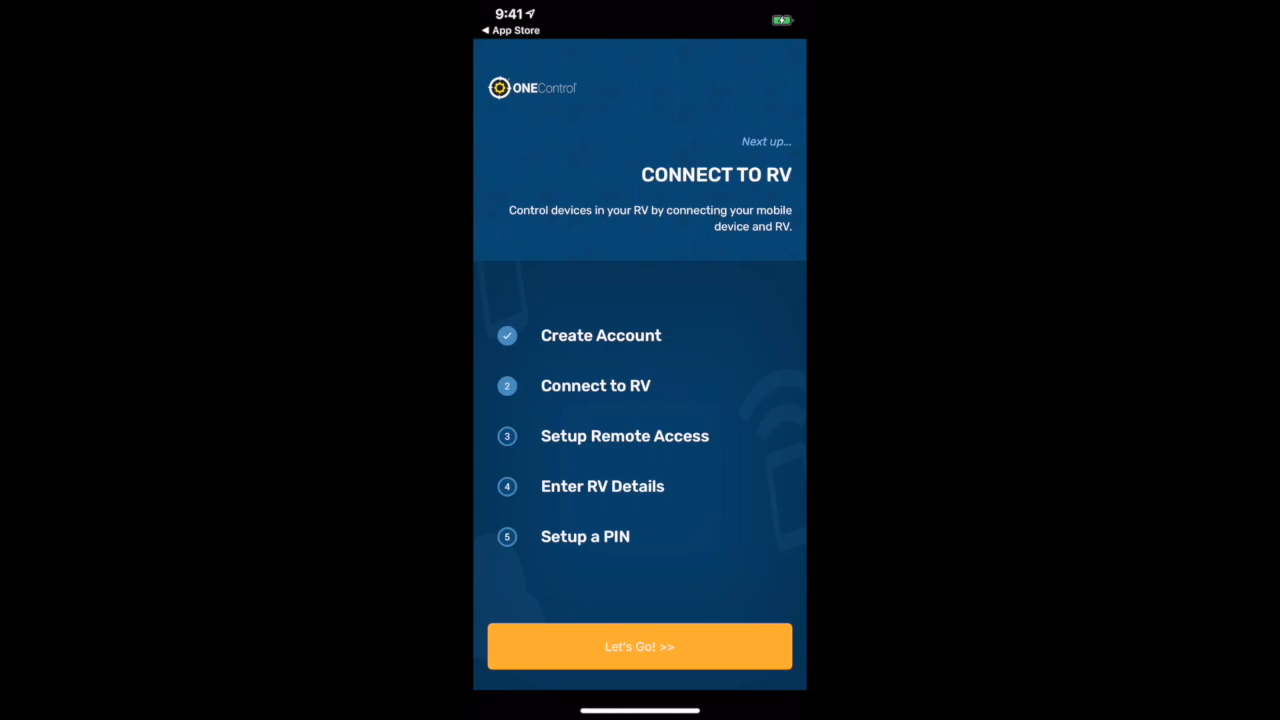 9:41
App Store
ONEControl
Next up...
CONNECT TO RV
Control devices in your RV by connecting your mobile
device and RV.
Create Account
2 Connect to RV
3 Setup Remote Access
4 Enter RV Details
5 Setup a PIN
Let's Go! >>